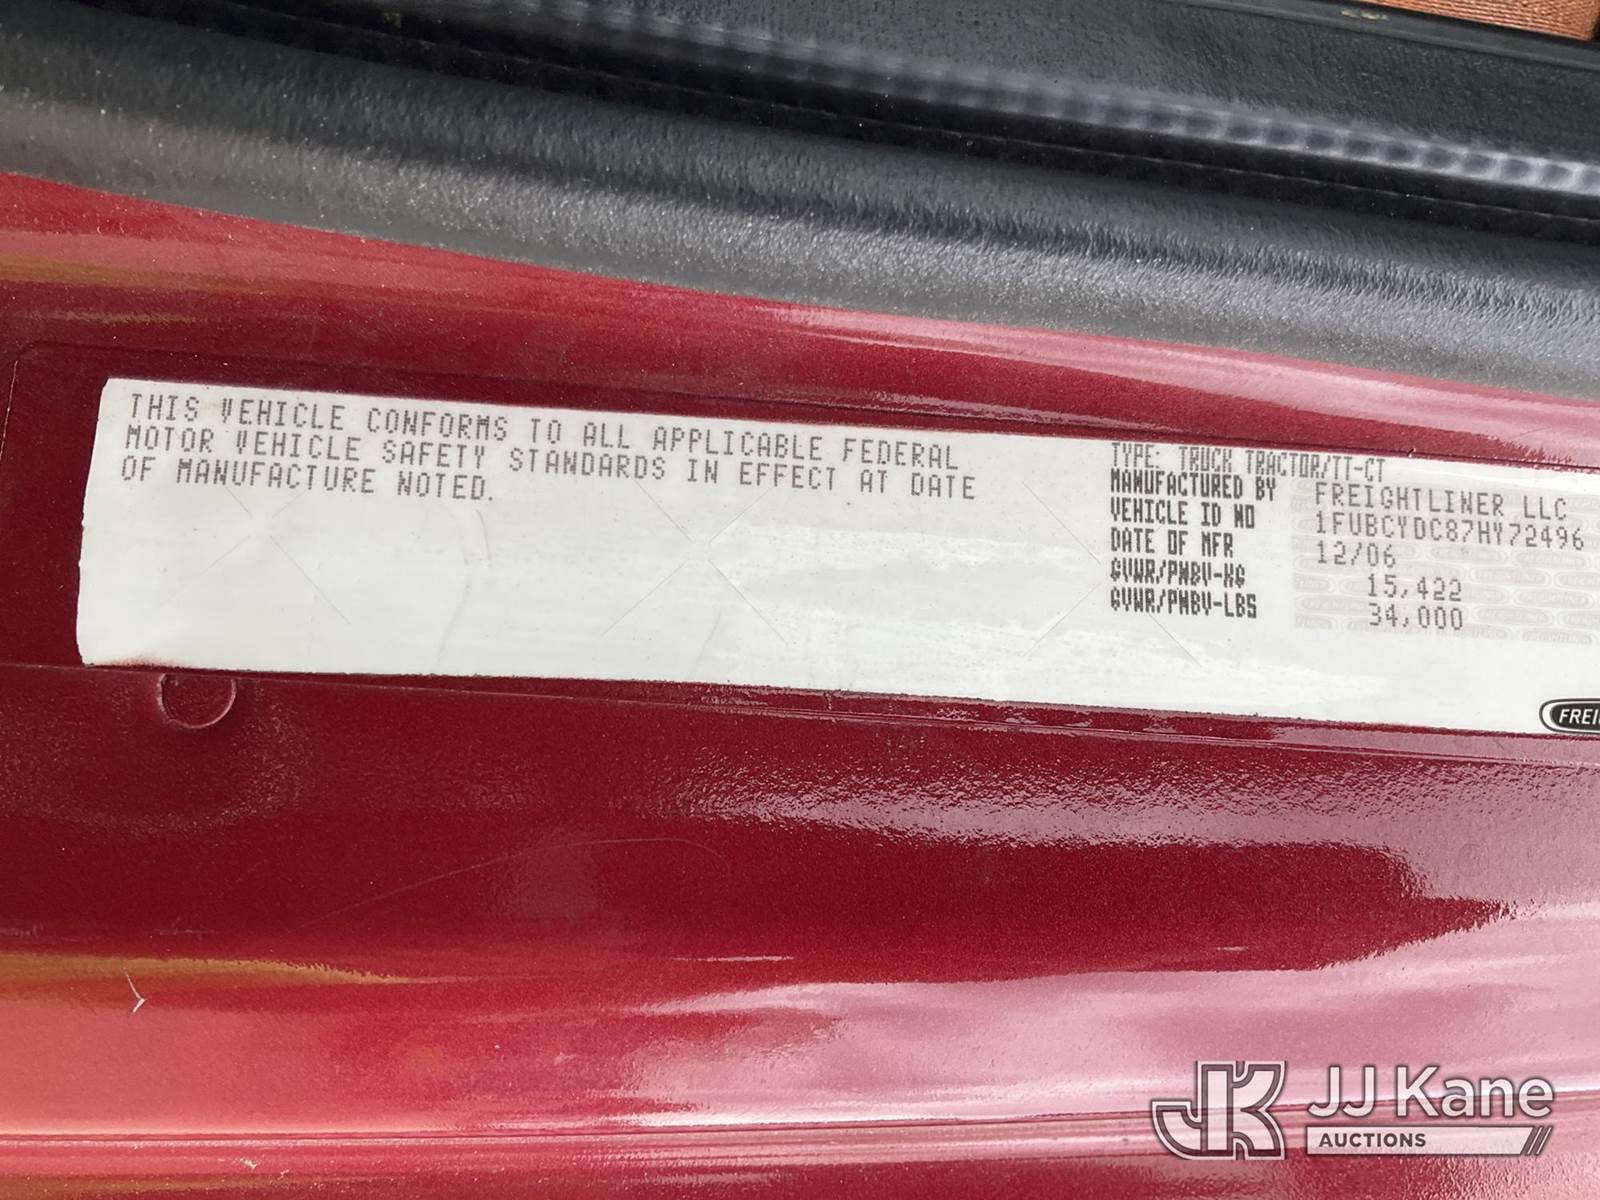 THIS VEHICLE CONFORMS TO ALL APPLICABLE FEDERAL
MOTOR VEHICLE SAFETY STANDARDS IN EFFECT AT DATE
OF MANUFACTURE NOTED.
TYPE: TRUCK TRACTOR/TT-CT
MANUFACTURED BY FREIGHTLINER LLC
VEHICLE ID NO 1FUBCYDC87HY72496
DATE OF MFR 12/06
GVWR/PNBV-KG 15,422
GVWR/PNBV-LBS 34,000
JK JJ Kane
AUCTIONS